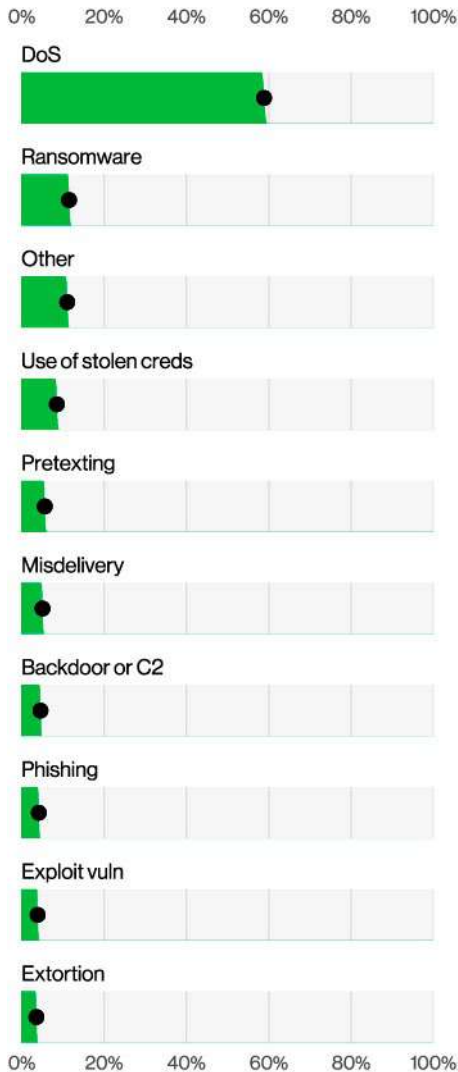 0% 20% 40% 60% 80% 100%
DoS
Ransomware
Other
Use of stolen creds
Pretexting
Misdelivery
Backdoor or C2
Phishing
Exploit vuln
Extortion
0% 20% 40% 60% 80% 100%